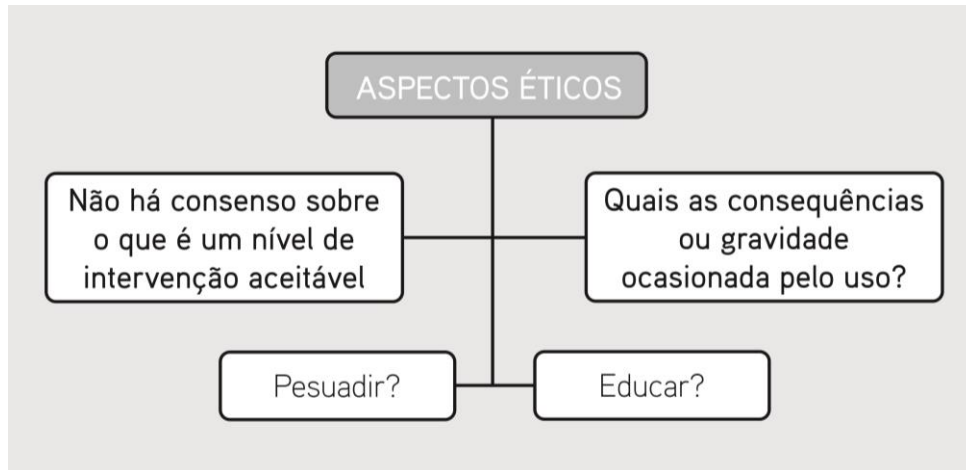 ASPECTOS ÉTICOS
Não há consenso sobre
o que é um nível de
intervenção aceitável
Quais as consequências
ou gravidade
ocasionada pelo uso?
Pesuadir?
Educar?